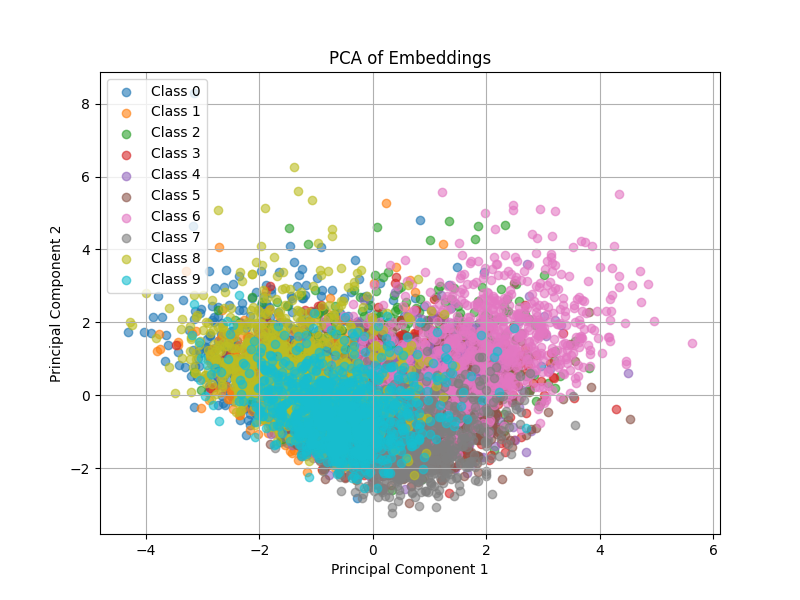 PCA of Embeddings
Class 0
Class 1
Class 2
Class 3
Class 4
Class 5
Class 6
Class 7
Class 8
Class 9
8
6
4
2
0
−2
Principal Component 2
−4 −2 0 2 4 6
Principal Component 1